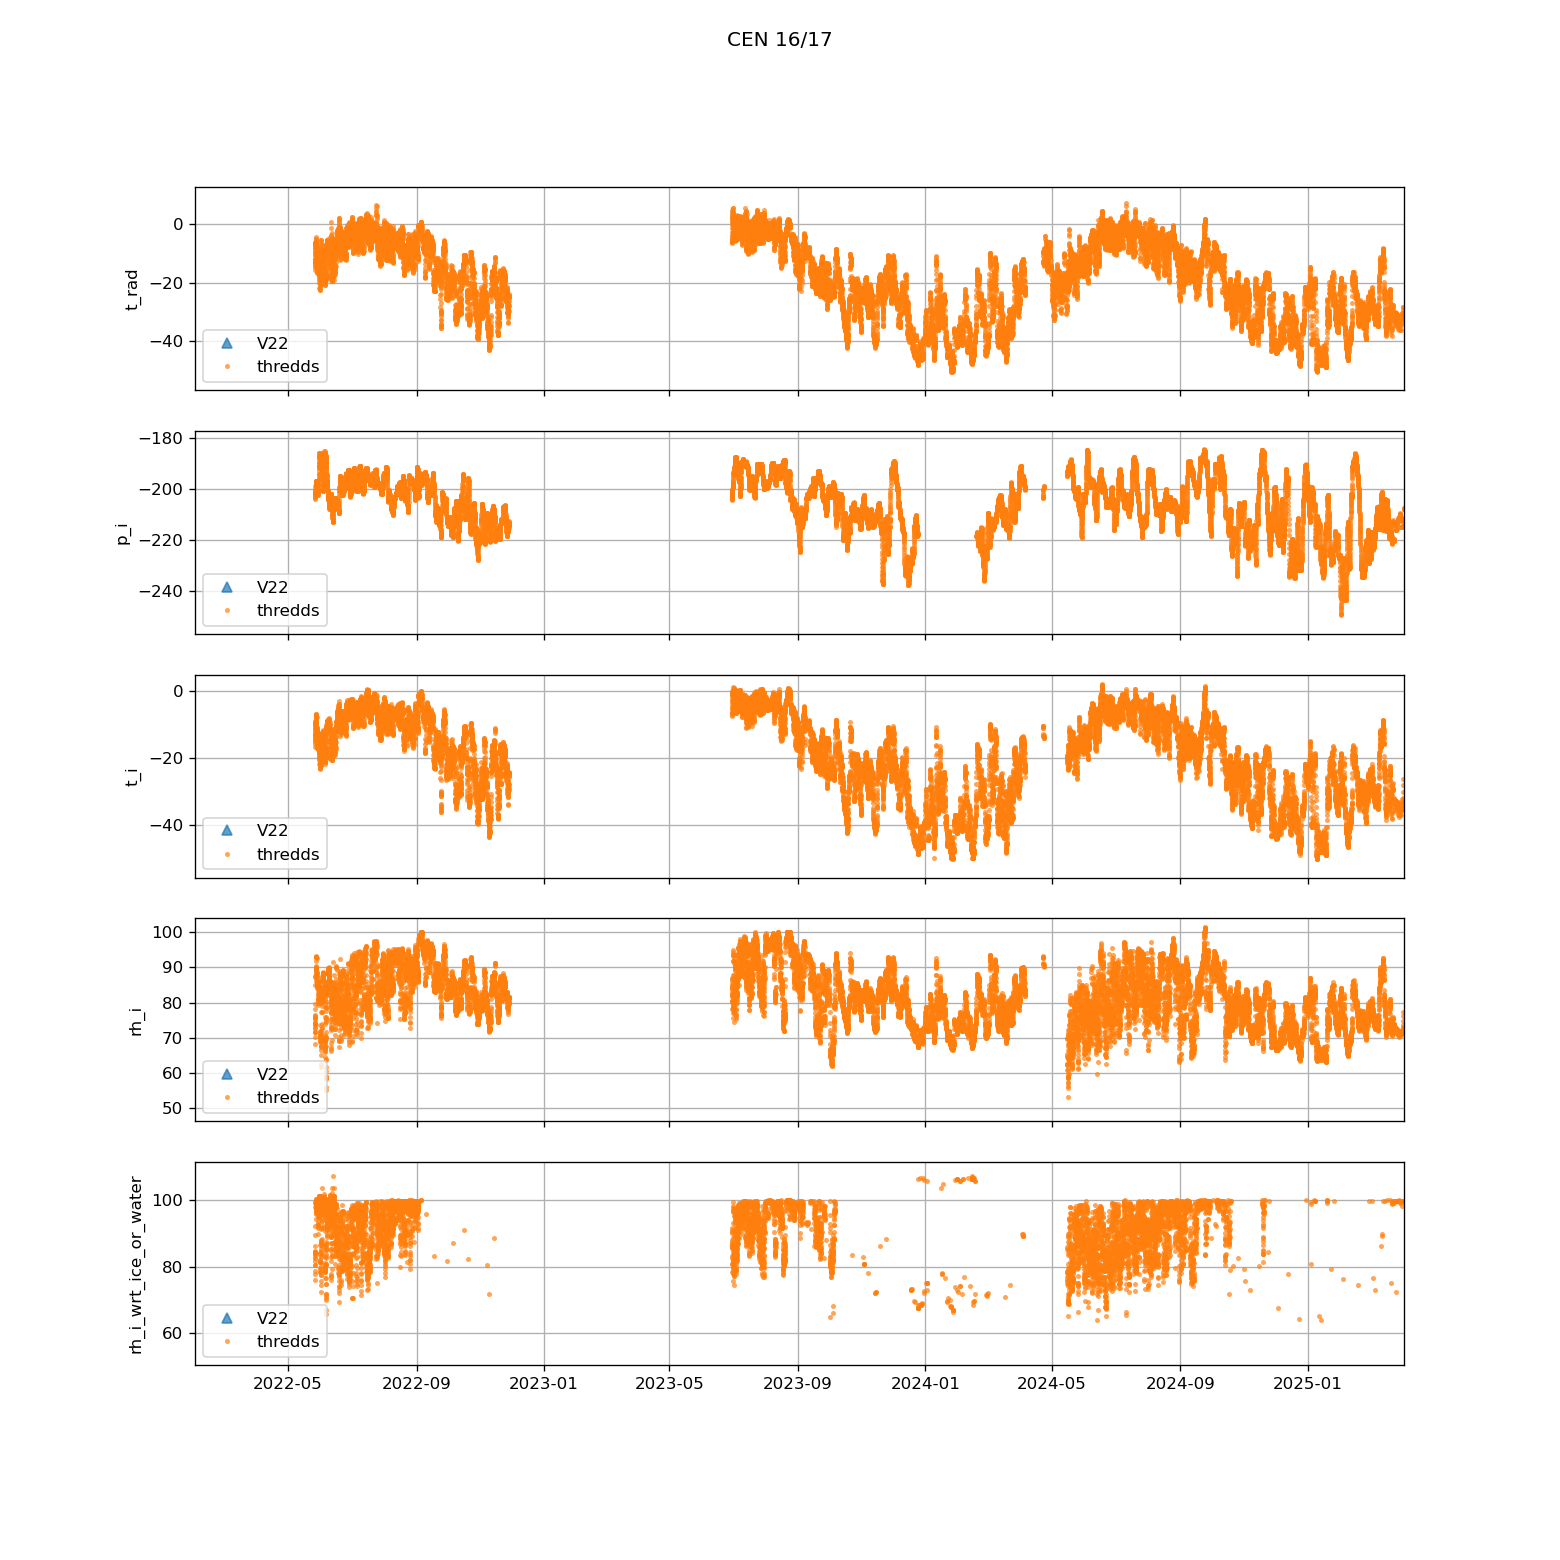 CEN 16/17
0
−20
−40
t_rad
V22
thredds
−180
−200
−220
−240
p_i
V22
thredds
0
−20
−40
t_i
V22
thredds
100
90
80
70
60
50
rh_i
V22
thredds
100
80
60
rh_i_wrt_ice_or_water
V22
thredds
2022-05 2022-09 2023-01 2023-05 2023-09 2024-01 2024-05 2024-09 2025-01